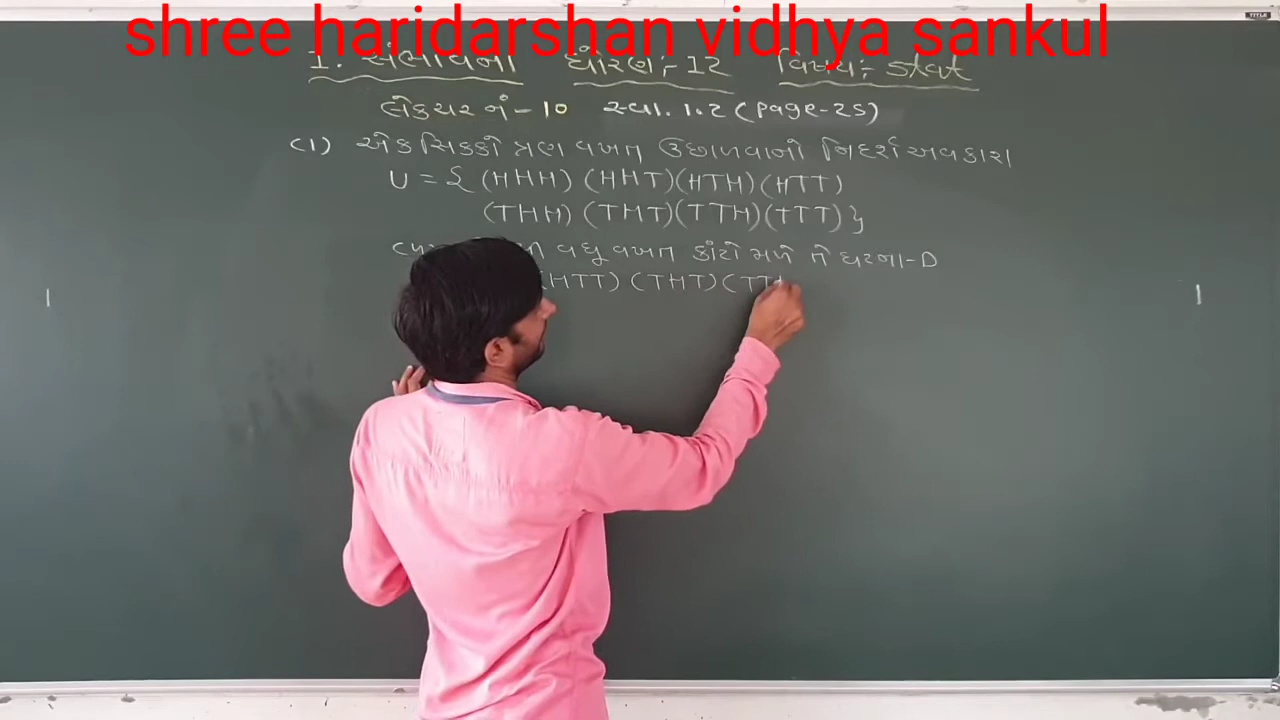 shree haridarshan vidhya sankul
1. સંભાવના ધોરણ:-12 વિષય:- stat
લેકચર નં - 10 સ્વા. 1.2 (page-25)
(1) એક સિક્કો ત્રણ વખત ઉછાળવાનો નિદર્શ અવકાશ
U = { (HHH) (HHT) (HTH) (HTT)
(THH) (THT) (TTH) (TTT) }
વધુ વખત કાંટો મળે તે ઘટના - D
(HTT) (THT) (TTH